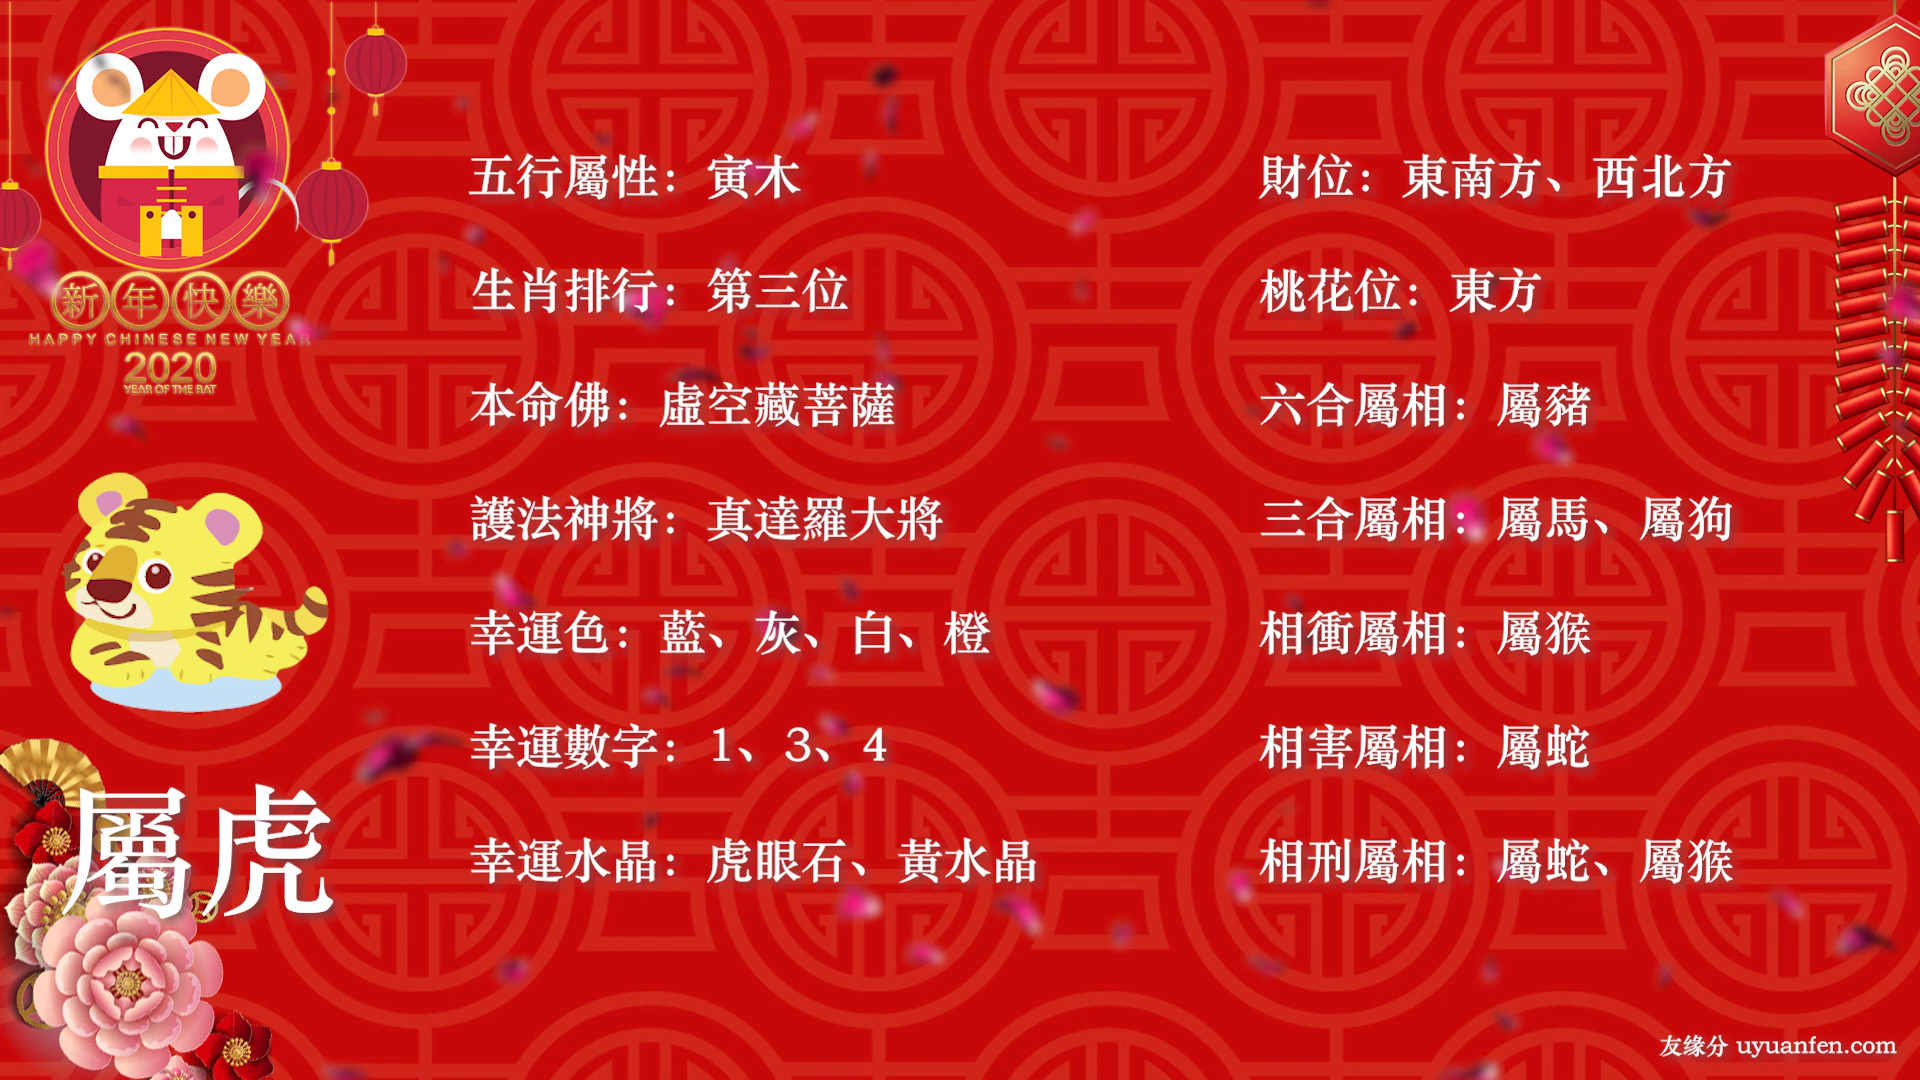 新年快樂
HAPPY CHINESE NEW YEAR
2020
YEAR OF THE RAT
屬虎
五行屬性：寅木
生肖排行：第三位
本命佛：虛空藏菩薩
護法神將：真達羅大將
幸運色：藍、灰、白、橙
幸運數字：1、3、4
幸運水晶：虎眼石、黃水晶
財位：東南方、西北方
桃花位：東方
六合屬相：屬豬
三合屬相：屬馬、屬狗
相衝屬相：屬猴
相害屬相：屬蛇
相刑屬相：屬蛇、屬猴
友缘分 uyuanfen.com